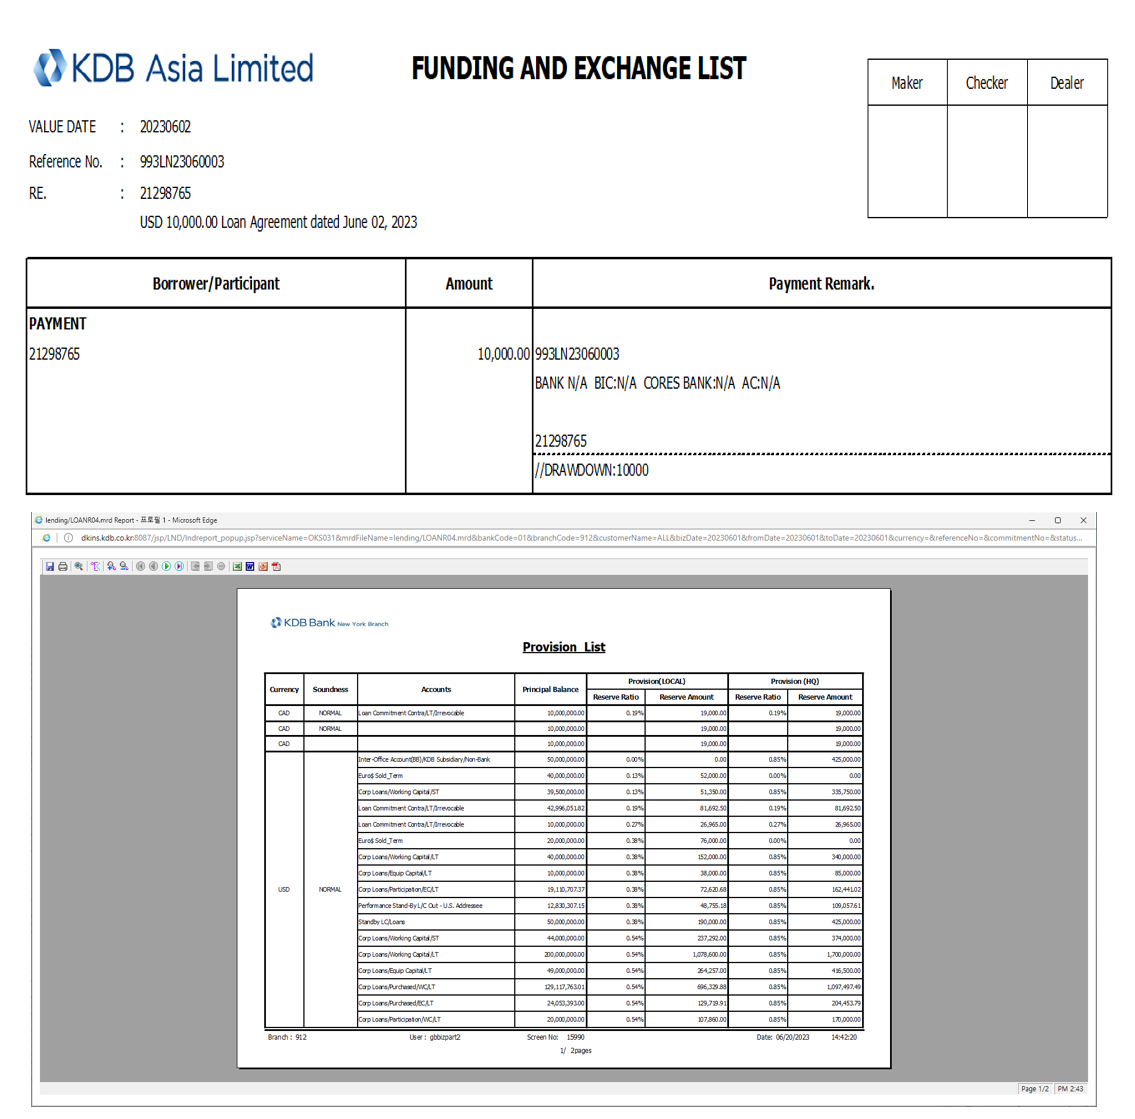 KDB Asia Limited
FUNDING AND EXCHANGE LIST
Maker Checker Dealer
VALUE DATE : 20230602
Reference No. : 993LN23060003
RE. : 21298765
USD 10,000.00 Loan Agreement dated June 02, 2023
Borrower/Participant Amount Payment Remark.
PAYMENT
21298765 10,000.00 993LN23060003
BANK N/A BIC:N/A CORES BANK:N/A AC:N/A
21298765
//DRAWDOWN:10000
lending/LOANR04.mrd Report - 프로필 1 - Microsoft Edge
dkins.kdb.co.kr:8087/jsp/LND/lndreport_popup.jsp?serviceName=OKS031&mrdFileName=lending/LOANR04.mrd&bankCode=01&branchCode=912&customerName=ALL&bizDate=20230601&fromDate=20230601&toDate=20230601&currency=&referenceNo=&commitmentNo=&status...
KDB Bank New York Branch
Provision List
Currency Soundness Accounts Principal Balance Provision(LOCAL) Provision (HQ)
Reserve Ratio Reserve Amount Reserve Ratio Reserve Amount
CAD NORMAL Loan Commitment Contra/LT/Irrevocable 10,000,000.00 0.19% 19,000.00 0.19% 19,000.00
CAD NORMAL 10,000,000.00 19,000.00 19,000.00
CAD 10,000,000.00 19,000.00 19,000.00
Inter-Office Account(BB)/KDB Subsidiary/Non-Bank 50,000,000.00 0.00% 0.00 0.85% 425,000.00
Euro$ Sold_Term 40,000,000.00 0.13% 52,000.00 0.00% 0.00
Corp Loans/Working Capital/ST 39,500,000.00 0.13% 51,350.00 0.85% 335,750.00
Loan Commitment Contra/LT/Irrevocable 42,996,051.82 0.19% 81,692.50 0.19% 81,692.50
Loan Commitment Contra/LT/Irrevocable 10,000,000.00 0.27% 26,965.00 0.27% 26,965.00
Euro$ Sold_Term 20,000,000.00 0.38% 76,000.00 0.00% 0.00
Corp Loans/Working Capital/LT 40,000,000.00 0.38% 152,000.00 0.85% 340,000.00
Corp Loans/Equip Capital/LT 10,000,000.00 0.38% 38,000.00 0.85% 85,000.00
USD NORMAL Corp Loans/Participation/EC/LT 19,110,707.37 0.38% 72,620.68 0.85% 162,441.02
Performance Stand-By L/C Out - U.S. Addressee 12,830,307.15 0.38% 48,755.18 0.85% 109,057.61
Standby LC/Loans 50,000,000.00 0.38% 190,000.00 0.85% 425,000.00
Corp Loans/Working Capital/ST 44,000,000.00 0.54% 237,292.00 0.85% 374,000.00
Corp Loans/Working Capital/LT 200,000,000.00 0.54% 1,078,600.00 0.85% 1,700,000.00
Corp Loans/Equip Capital/LT 49,000,000.00 0.54% 264,257.00 0.85% 416,500.00
Corp Loans/Purchased/WC/LT 129,117,763.01 0.54% 696,329.88 0.85% 1,097,497.49
Corp Loans/Purchased/EC/LT 24,053,393.00 0.54% 129,719.91 0.85% 204,453.79
Corp Loans/Participation/WC/LT 20,000,000.00 0.54% 107,860.00 0.85% 170,000.00
Branch : 912 User : gbbizpart2 Screen No: 15990 Date: 06/20/2023 14:42:20
1/ 2pages
Page 1/2 PM 2:43